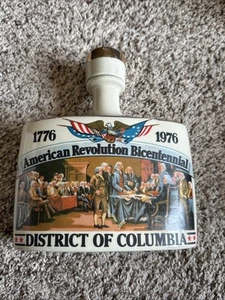 1776 1976
American Revolution Bicentennial
DISTRICT OF COLUMBIA